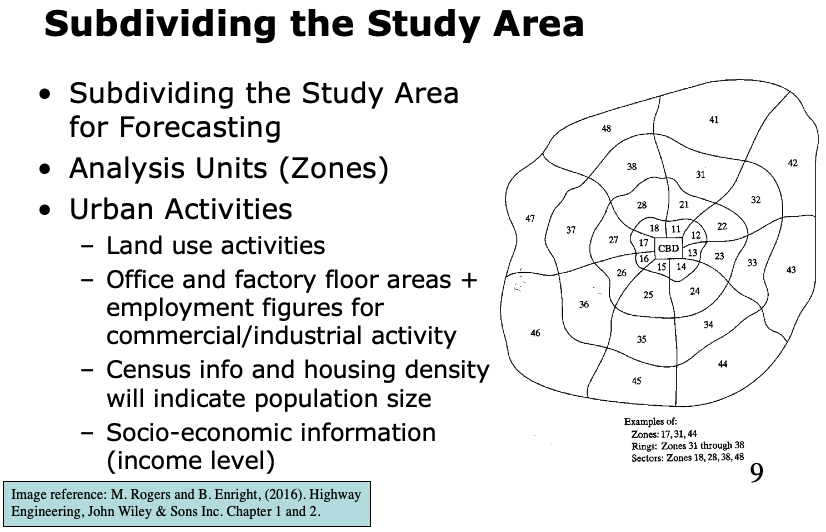 Subdividing the Study Area
• Subdividing the Study Area
for Forecasting
• Analysis Units (Zones)
• Urban Activities
– Land use activities
– Office and factory floor areas +
employment figures for
commercial/industrial activity
– Census info and housing density
will indicate population size
– Socio-economic information
(income level)
41
48
42
38
31
32
28
21
47
37
22
18
11
12
27
17
CBD
13
23
16
15
14
33
43
26
25
24
36
34
46
35
44
45
Examples of:
Zones: 17, 31, 44
Rings: Zones 31 through 38
Sectors: Zones 18, 28, 38, 48
9
Image reference: M. Rogers and B. Enright, (2016). Highway
Engineering, John Wiley & Sons Inc. Chapter 1 and 2.